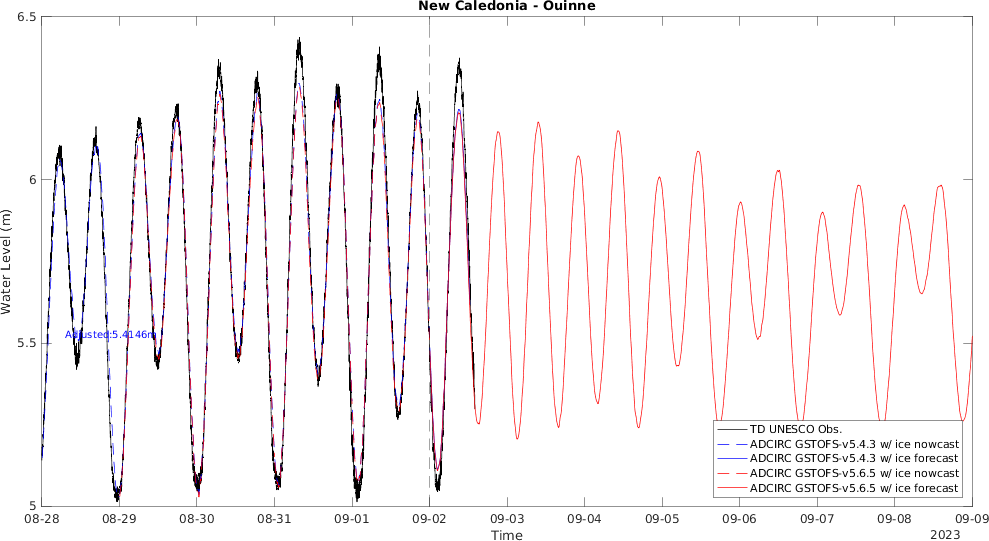 New Caledonia - Ouinne
6.5
6
5.5
5
Water Level (m)
Adjusted:5.4146m
TD UNESCO Obs.
ADCIRC GSTOFS-v5.4.3 w/ ice nowcast
ADCIRC GSTOFS-v5.4.3 w/ ice forecast
ADCIRC GSTOFS-v5.6.5 w/ ice nowcast
ADCIRC GSTOFS-v5.6.5 w/ ice forecast
08-28 08-29 08-30 08-31 09-01 09-02 09-03 09-04 09-05 09-06 09-07 09-08 09-09
Time
2023